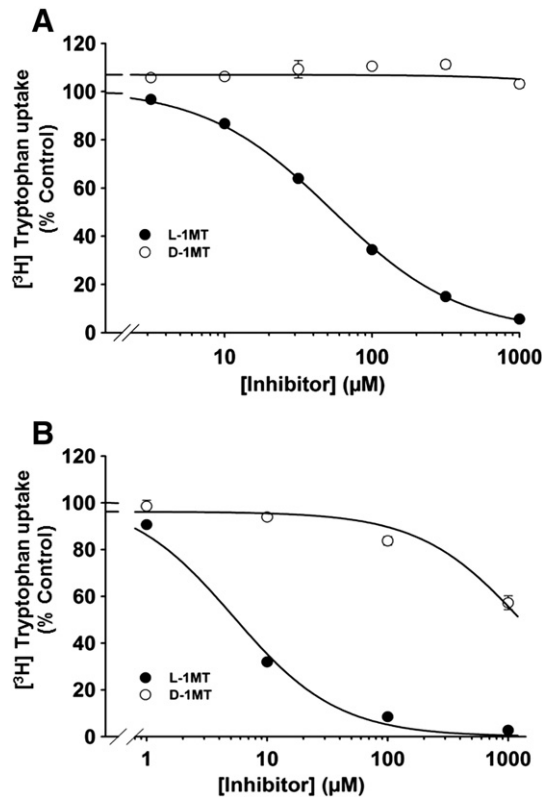 A
[³H] Tryptophan uptake
(% Control)
120
100
80
60
40
20
0
L-1MT
D-1MT
10
100
1000
[Inhibitor] (µM)
B
[³H] Tryptophan uptake
(% Control)
120
100
80
60
40
20
0
L-1MT
D-1MT
1
10
100
1000
[Inhibitor] (µM)